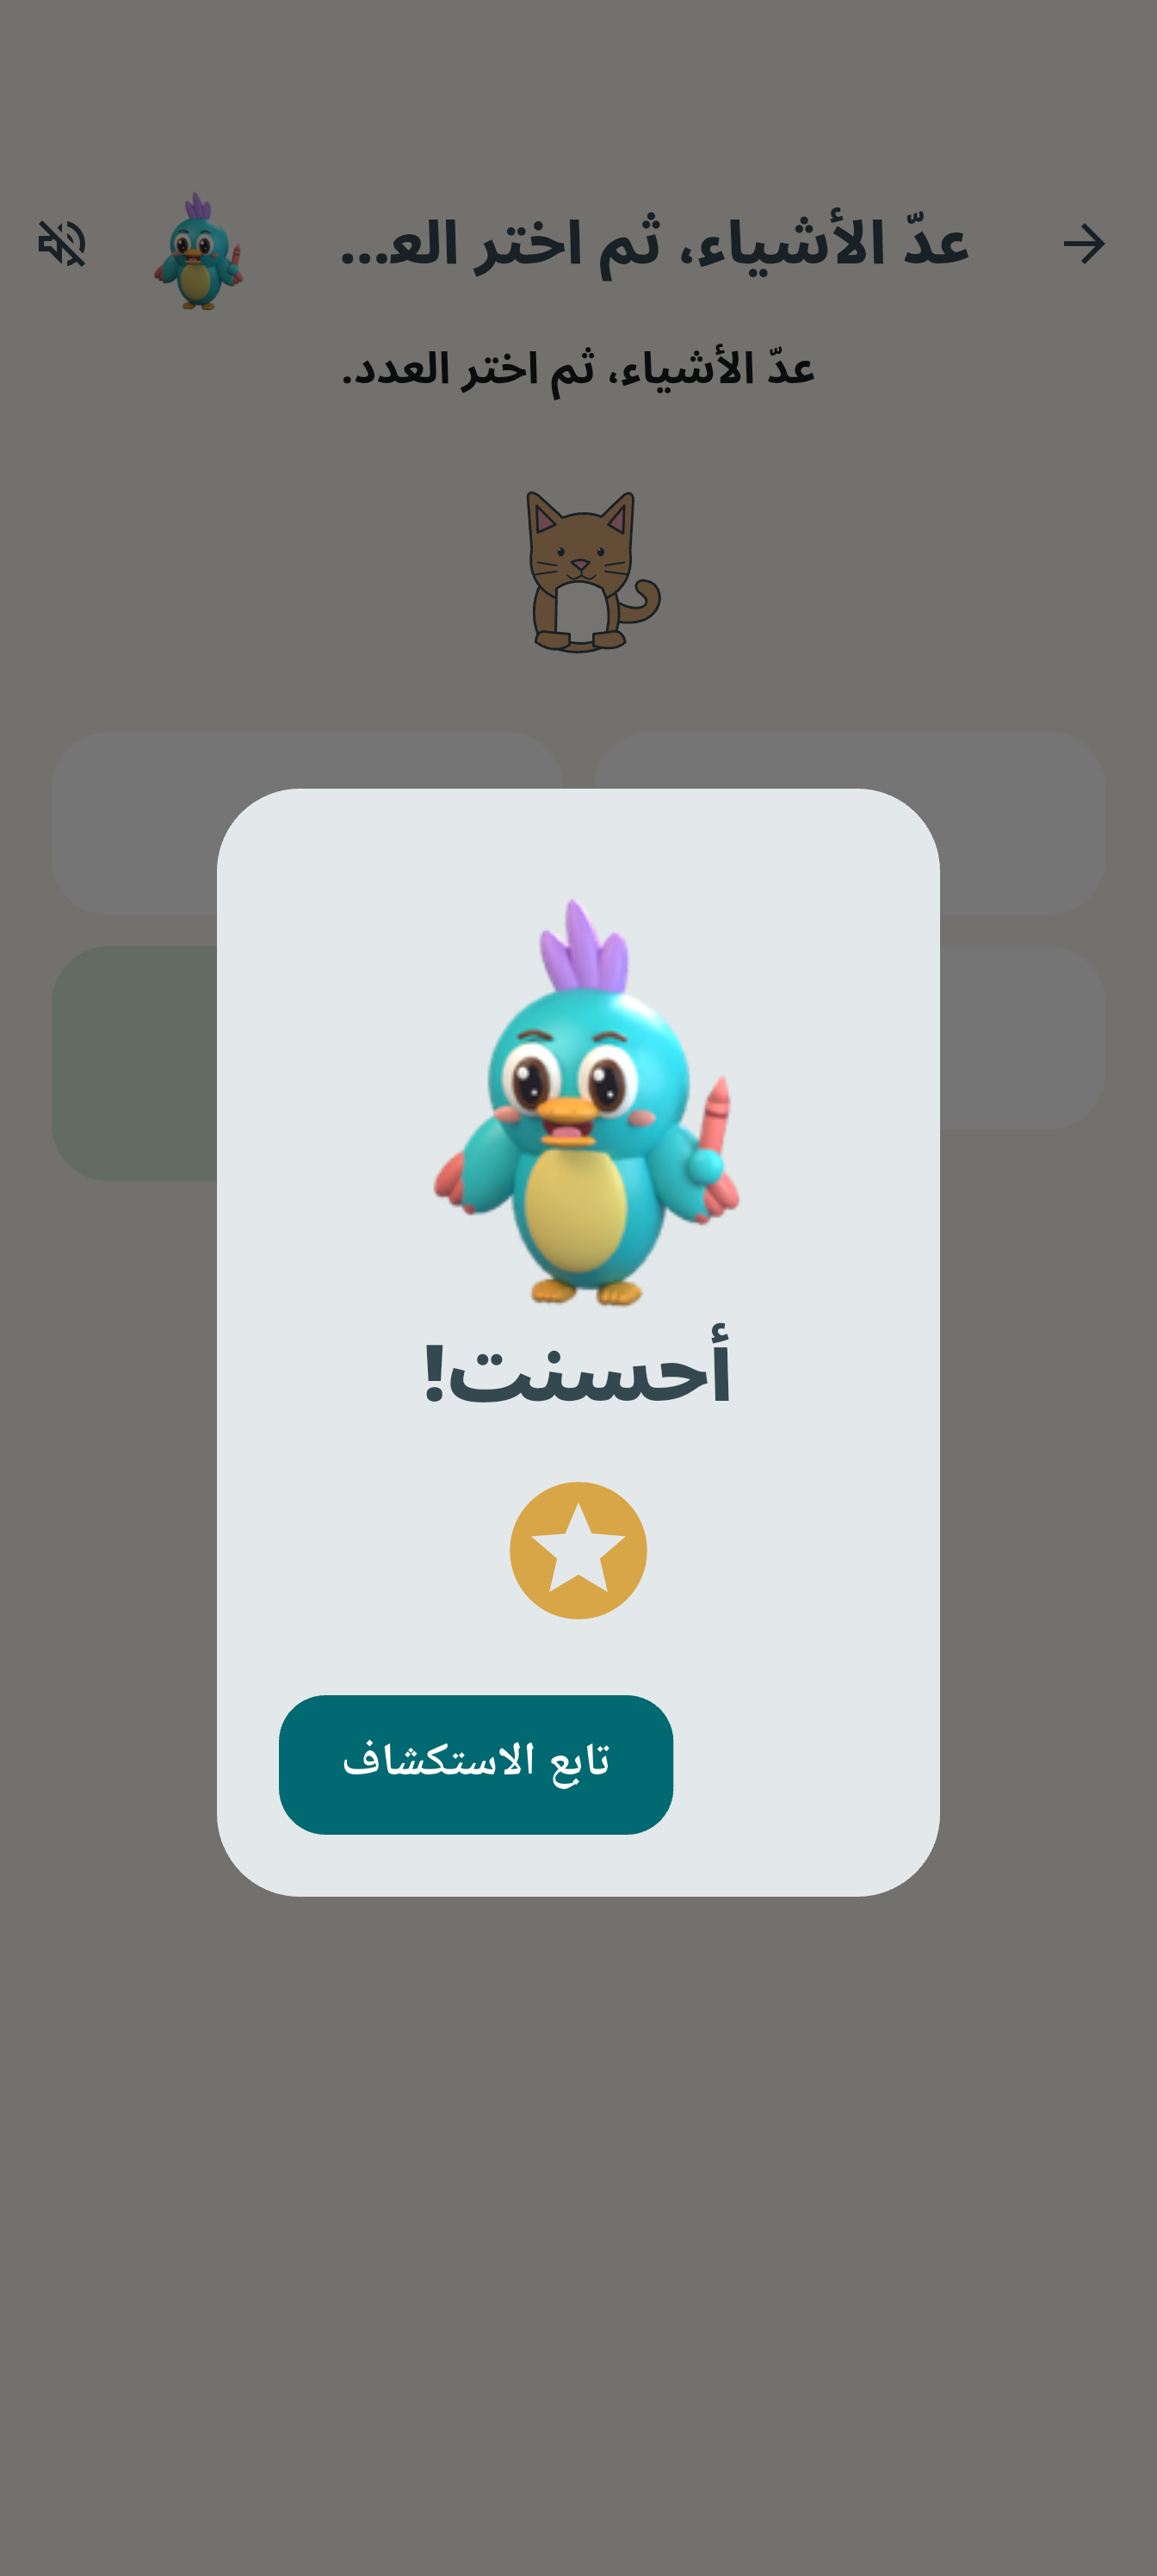 عدّ الأشياء، ثم اختر الع...
عدّ الأشياء، ثم اختر العدد.
أحسنت!
تابع الاستكشاف